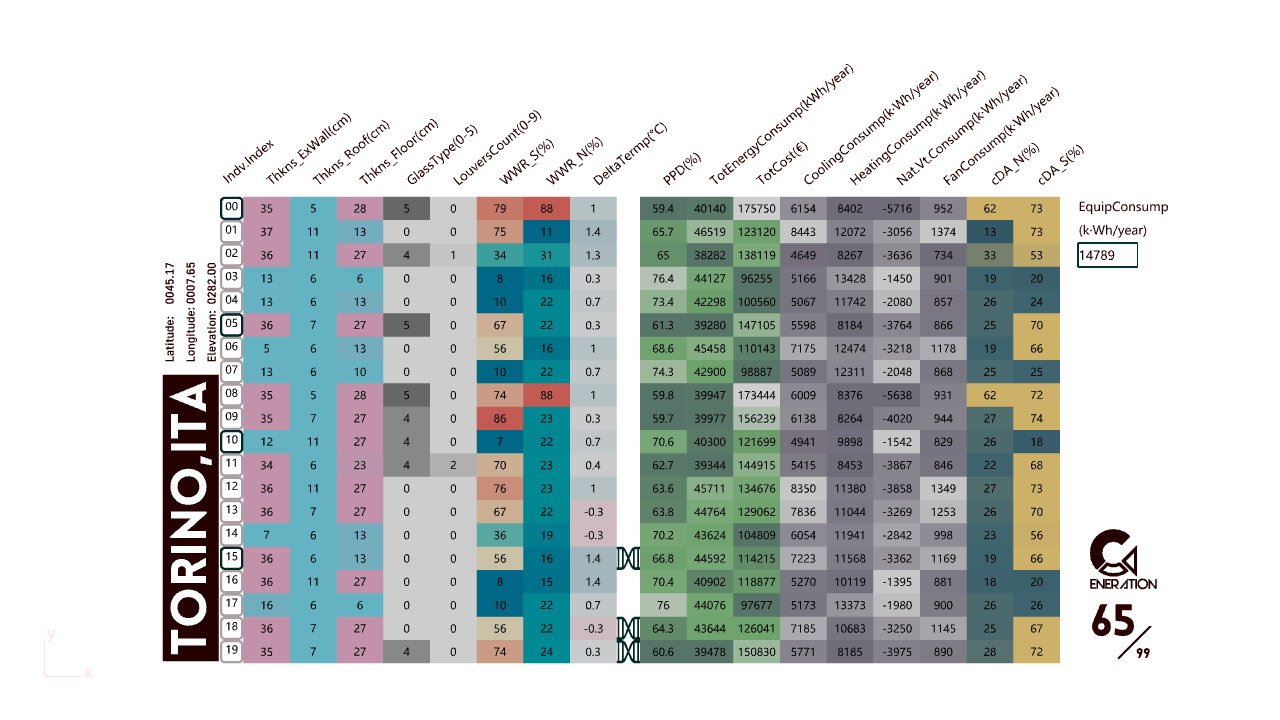 Indv.Index Thkns_ExWall(cm) Thkns_Roof(cm) Thkns_Floor(cm) GlassType(0-5) LouversCount(0-9) WWR_S(%) WWR_N(%) DeltaTermp(°C) PPD(%) TotEnergyConsump(kWh/year) TotCost(€) CoolingConsump(k·Wh/year) HeatingConsump(k·Wh/year) Nat.Vt.Consump(k·Wh/year) FanConsump(k·Wh/year) cDA_N(%) cDA_S(%)
00 35 5 28 5 0 79 88 1 59.4 40140 175750 6154 8402 -5716 952 62 73
01 37 11 13 0 0 75 11 1.4 65.7 46519 123120 8443 12072 -3056 1374 13 73
02 36 11 27 4 1 34 31 1.3 65 38282 138119 4649 8267 -3636 734 33 53
03 13 6 6 0 0 8 16 0.3 76.4 44127 96255 5166 13428 -1450 901 19 20
04 13 6 13 0 0 10 22 0.7 73.4 42298 100560 5067 11742 -2080 857 26 24
05 36 7 27 5 0 67 22 0.3 61.3 39280 147105 5598 8184 -3764 866 25 70
06 5 6 13 0 0 56 16 1 68.6 45458 110143 7175 12474 -3218 1178 19 66
07 13 6 10 0 0 10 22 0.7 74.3 42900 98887 5089 12311 -2048 868 25 25
08 35 5 28 5 0 74 88 1 59.8 39947 173444 6009 8376 -5638 931 62 72
09 35 7 27 4 0 86 23 0.3 59.7 39977 156239 6138 8264 -4020 944 27 74
10 12 11 27 4 0 7 22 0.7 70.6 40300 121699 4941 9898 -1542 829 26 18
11 34 6 23 4 2 70 23 0.4 62.7 39344 144915 5415 8453 -3867 846 22 68
12 36 11 27 0 0 76 23 1 63.6 45711 134676 8350 11380 -3858 1349 27 73
13 36 7 27 0 0 67 22 -0.3 63.8 44764 129062 7836 11044 -3269 1253 26 70
14 7 6 13 0 0 36 19 -0.3 70.2 43624 104809 6054 11941 -2842 998 23 56
15 36 6 13 0 0 56 16 1.4 66.8 44592 114215 7223 11568 -3362 1169 19 66
16 36 11 27 0 0 8 15 1.4 70.4 40902 118877 5270 10119 -1395 881 18 20
17 16 6 6 0 0 10 22 0.7 76 44076 97677 5173 13373 -1980 900 26 26
18 36 7 27 0 0 56 22 -0.3 64.3 43644 126041 7185 10683 -3250 1145 25 67
19 35 7 27 4 0 74 24 0.3 60.6 39478 150830 5771 8185 -3975 890 28 72
Latitude: 0045.17
Longitude: 0007.65
Elevation: 0282.00
TORINO,ITA
EquipConsump
(k·Wh/year)
14789
ENERATION
65/99
y
x